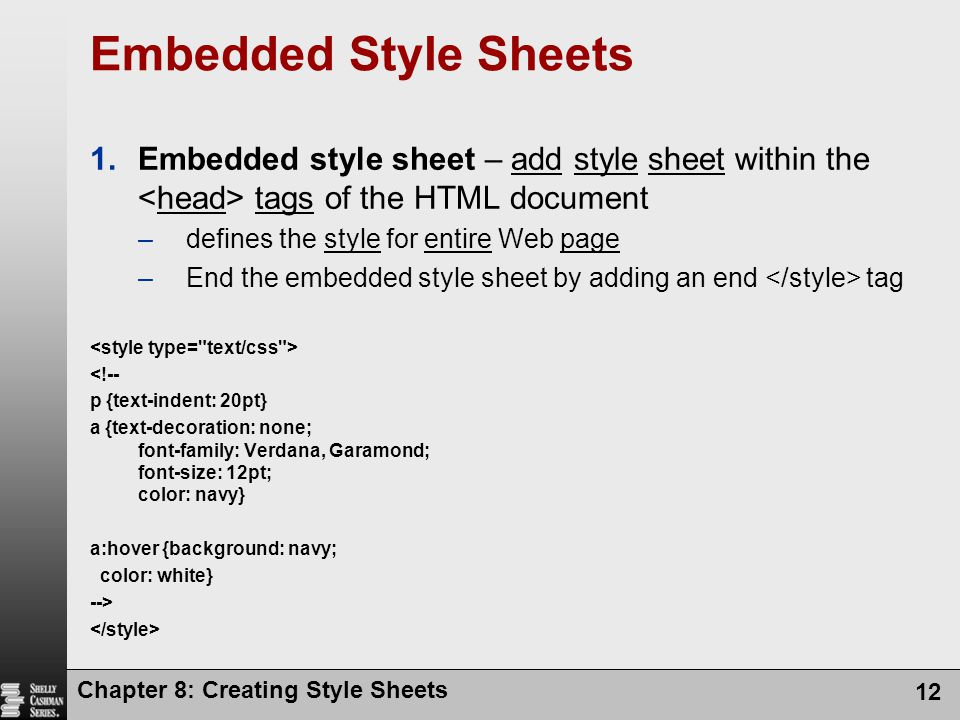 Embedded Style Sheets
1. Embedded style sheet – add style sheet within the
<head> tags of the HTML document
– defines the style for entire Web page
– End the embedded style sheet by adding an end </style> tag
<style type="text/css">
<!--
p {text-indent: 20pt}
a {text-decoration: none;
font-family: Verdana, Garamond;
font-size: 12pt;
color: navy}
a:hover {background: navy;
color: white}
-->
</style>
SHELLY
CASHMAN
SERIES.
Chapter 8: Creating Style Sheets
12